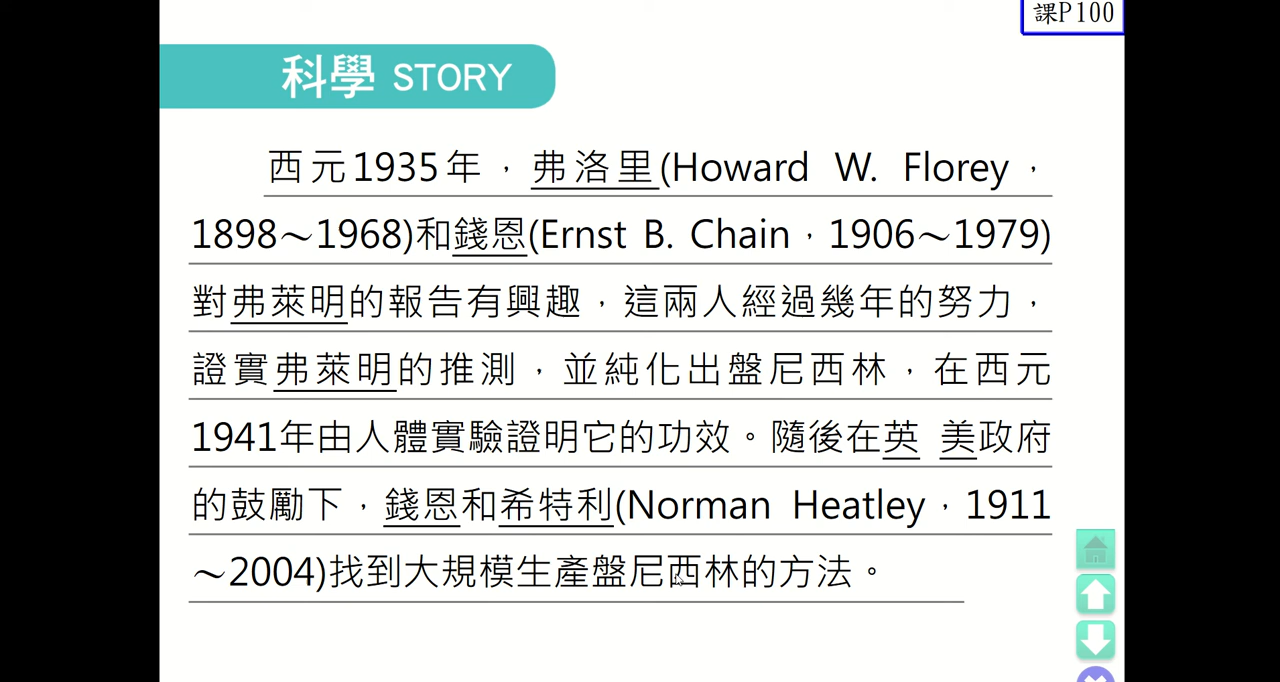 課P100
科學 STORY
西元1935年，弗洛里(Howard W. Florey，
1898～1968)和錢恩(Ernst B. Chain，1906～1979)
對弗萊明的報告有興趣，這兩人經過幾年的努力，
證實弗萊明的推測，並純化出盤尼西林，在西元
1941年由人體實驗證明它的功效。隨後在英 美政府
的鼓勵下，錢恩和希特利(Norman Heatley，1911
～2004)找到大規模生產盤尼西林的方法。